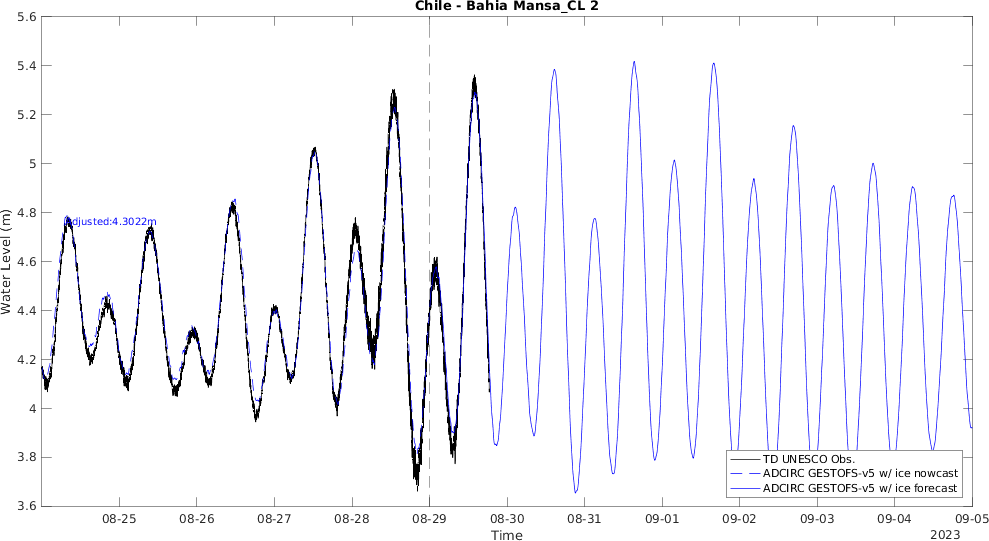 Chile - Bahia Mansa_CL 2
5.6
5.4
5.2
5
4.8
4.6
4.4
4.2
4
3.8
3.6
Water Level (m)
adjusted:4.3022m
TD UNESCO Obs.
ADCIRC GESTOFS-v5 w/ ice nowcast
ADCIRC GESTOFS-v5 w/ ice forecast
08-25 08-26 08-27 08-28 08-29 08-30 08-31 09-01 09-02 09-03 09-04 09-05
Time
2023